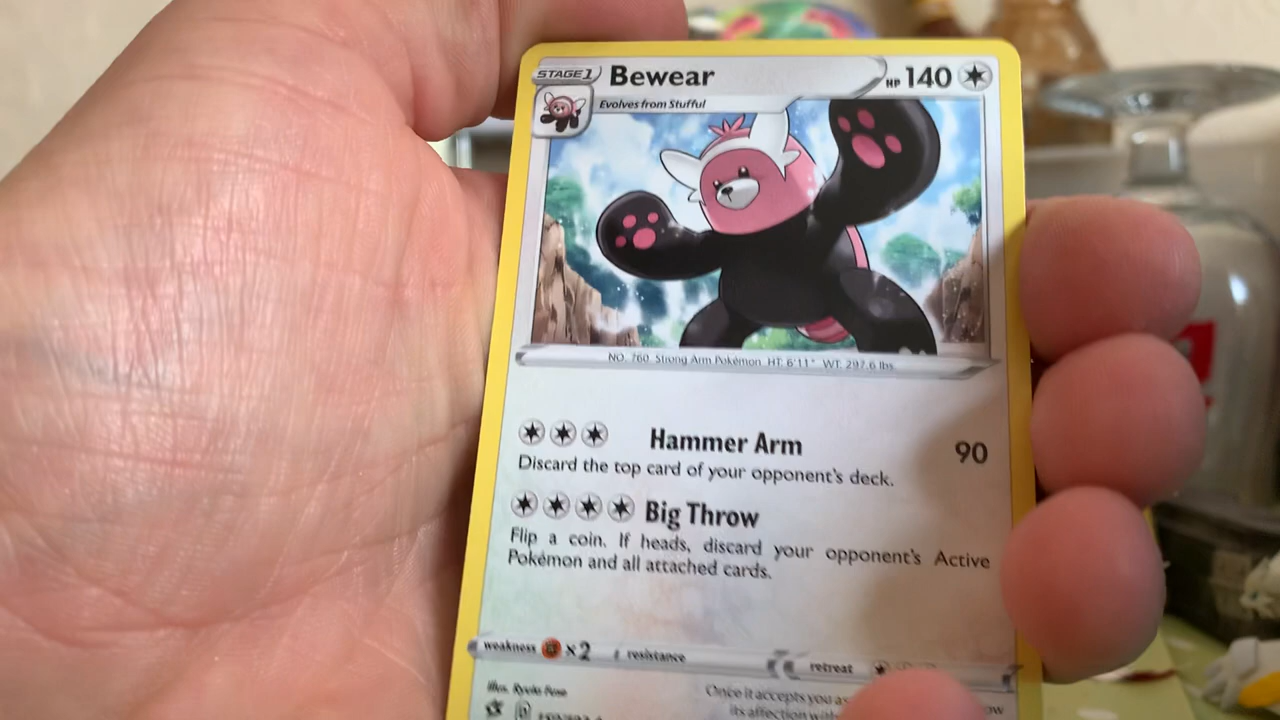 STAGE1 Bewear HP 140
Evolves from Stufful
NO. 760 Strong Arm Pokémon HT: 6'11" WT: 297.6 lbs.
Hammer Arm 90
Discard the top card of your opponent's deck.
Big Throw
Flip a coin. If heads, discard your opponent's Active
Pokémon and all attached cards.
weakness ×2 resistance retreat
Illus. Ryuta Fuse
Once it accepts you as
its affection with
D